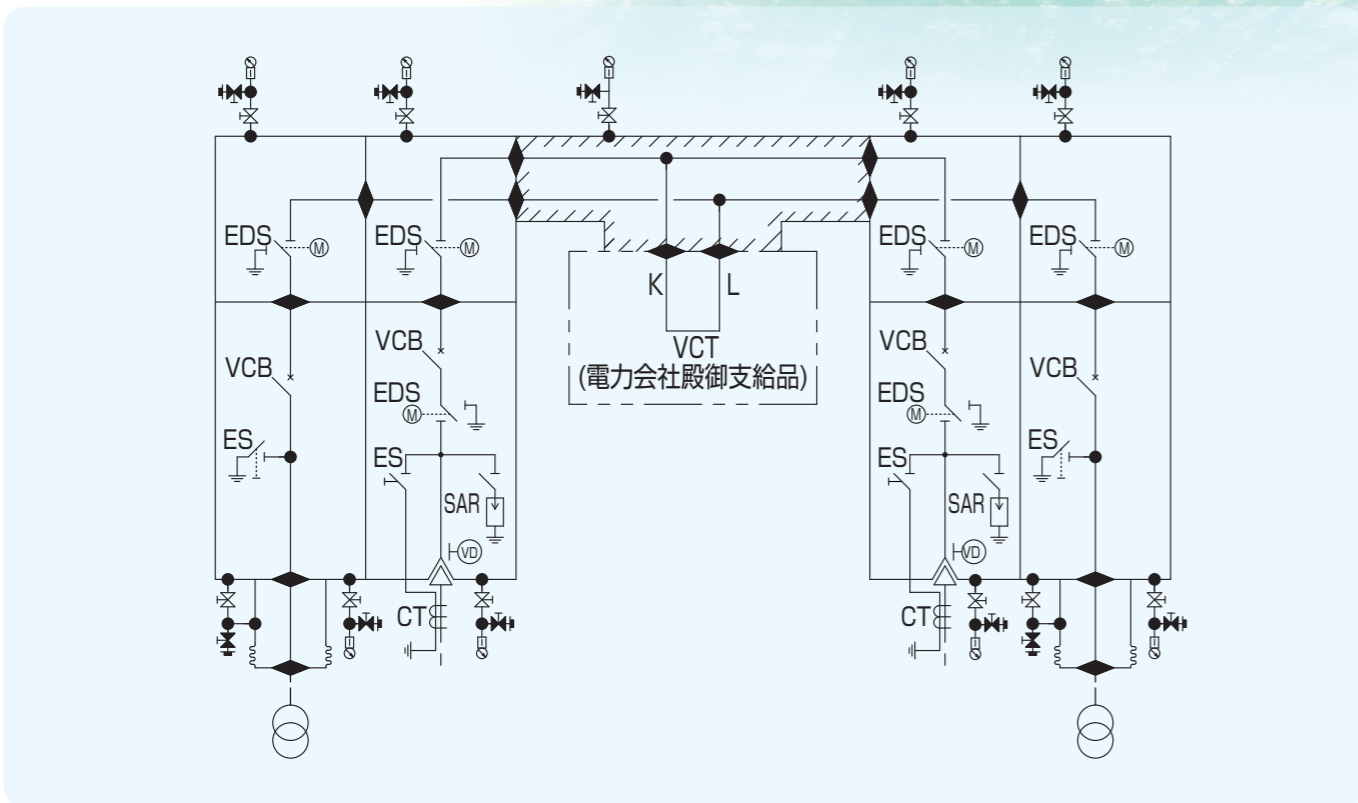 EDS
M
EDS
M
EDS
M
EDS
M
K
L
VCT
(電力会社殿御支給品)
VCB
VCB
EDS
M
ES
ES
SAR
VD
CT
VCB
VCB
EDS
M
ES
ES
SAR
VD
CT